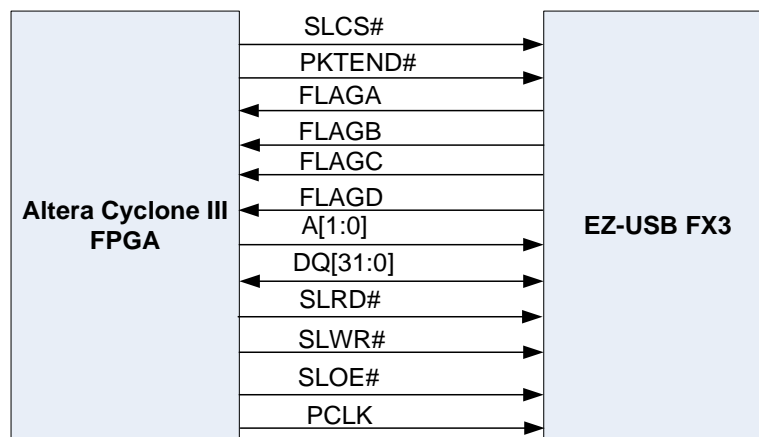 SLCS#
PKTEND#
FLAGA
FLAGB
FLAGC
FLAGD
A[1:0]
DQ[31:0]
SLRD#
SLWR#
SLOE#
PCLK
Altera Cyclone III
FPGA
EZ-USB FX3